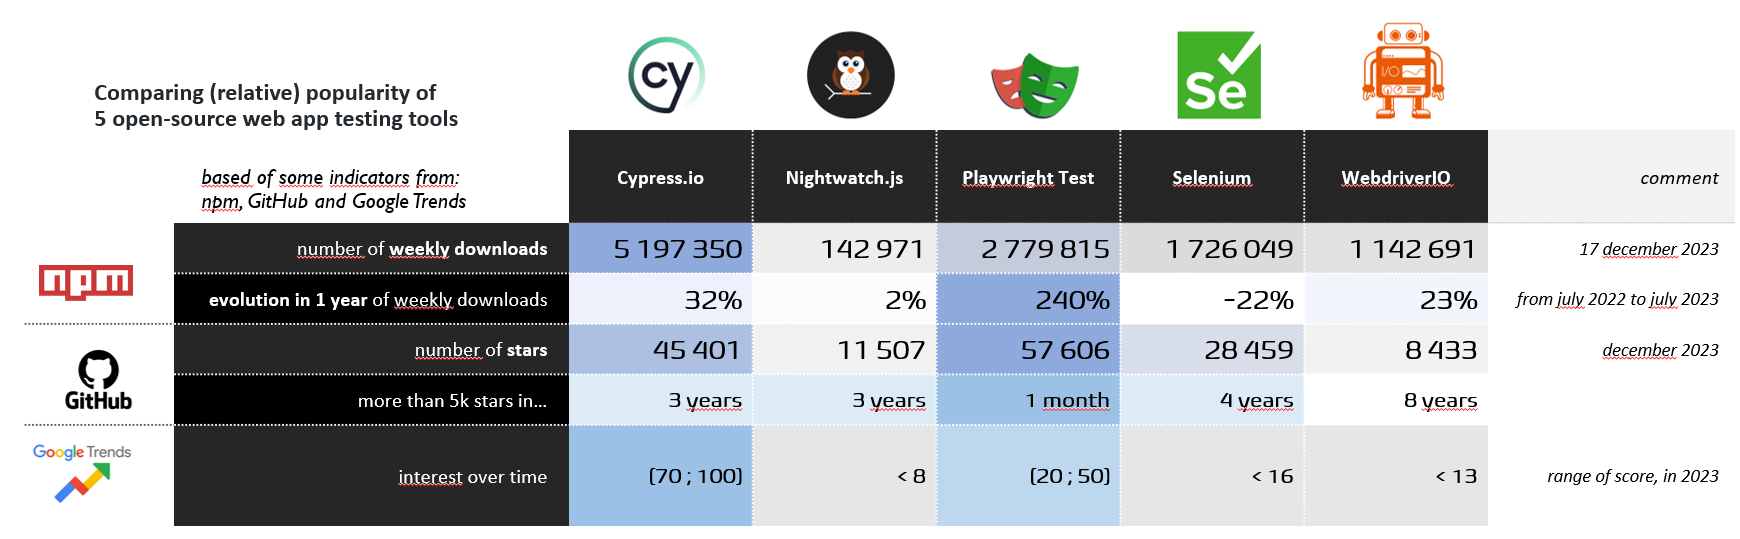 cy
Se
I/O
Comparing (relative) popularity of
5 open-source web app testing tools
based of some indicators from:
npm, GitHub and Google Trends
Cypress.io Nightwatch.js Playwright Test Selenium WebdriverIO comment
npm
number of weekly downloads 5 197 350 142 971 2 779 815 1 726 049 1 142 691 17 december 2023
evolution in 1 year of weekly downloads 32% 2% 240% -22% 23% from july 2022 to july 2023
GitHub
number of stars 45 401 11 507 57 606 28 459 8 433 december 2023
more than 5k stars in... 3 years 3 years 1 month 4 years 8 years
Google Trends
interest over time (70 ; 100) < 8 (20 ; 50) < 16 < 13 range of score, in 2023